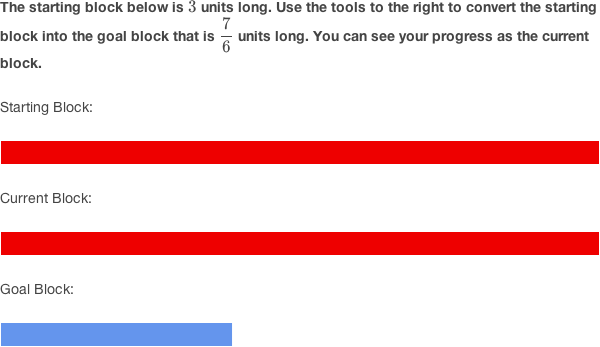 The starting block below is 3 units long. Use the tools to the right to convert the starting
block into the goal block that is 7/6 units long. You can see your progress as the current
block.
Starting Block:
Current Block:
Goal Block: